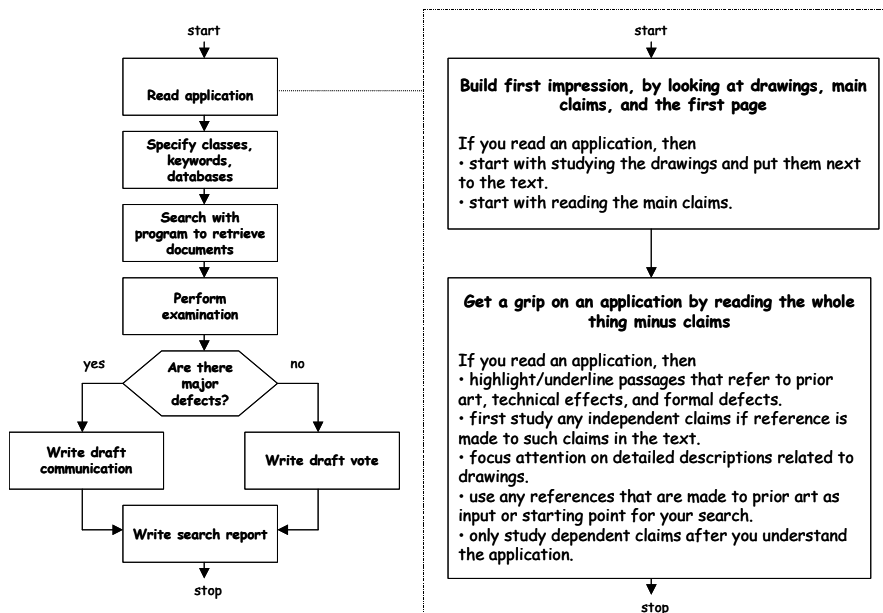 start
Read application
Specify classes,
keywords,
databases
Search with
program to retrieve
documents
Perform
examination
Are there
major
defects?
yes
no
Write draft
communication
Write draft vote
Write search report
stop
start
Build first impression, by looking at drawings, main
claims, and the first page
If you read an application, then
• start with studying the drawings and put them next
to the text.
• start with reading the main claims.
Get a grip on an application by reading the whole
thing minus claims
If you read an application, then
• highlight/underline passages that refer to prior
art, technical effects, and formal defects.
• first study any independent claims if reference is
made to such claims in the text.
• focus attention on detailed descriptions related to
drawings.
• use any references that are made to prior art as
input or starting point for your search.
• only study dependent claims after you understand
the application.
stop